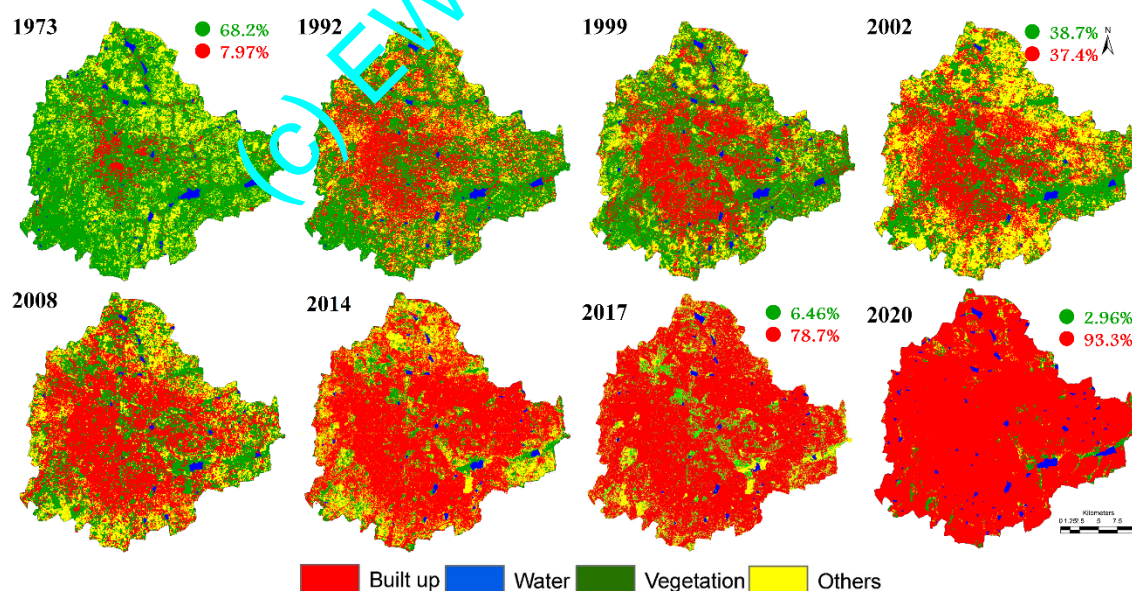 1973
68.2%
7.97%
1992
1999
2002
38.7%
37.4%
N
(c) EW
2008
2014
2017
6.46%
78.7%
2020
2.96%
93.3%
Kilometers
Built up
Water
Vegetation
Others